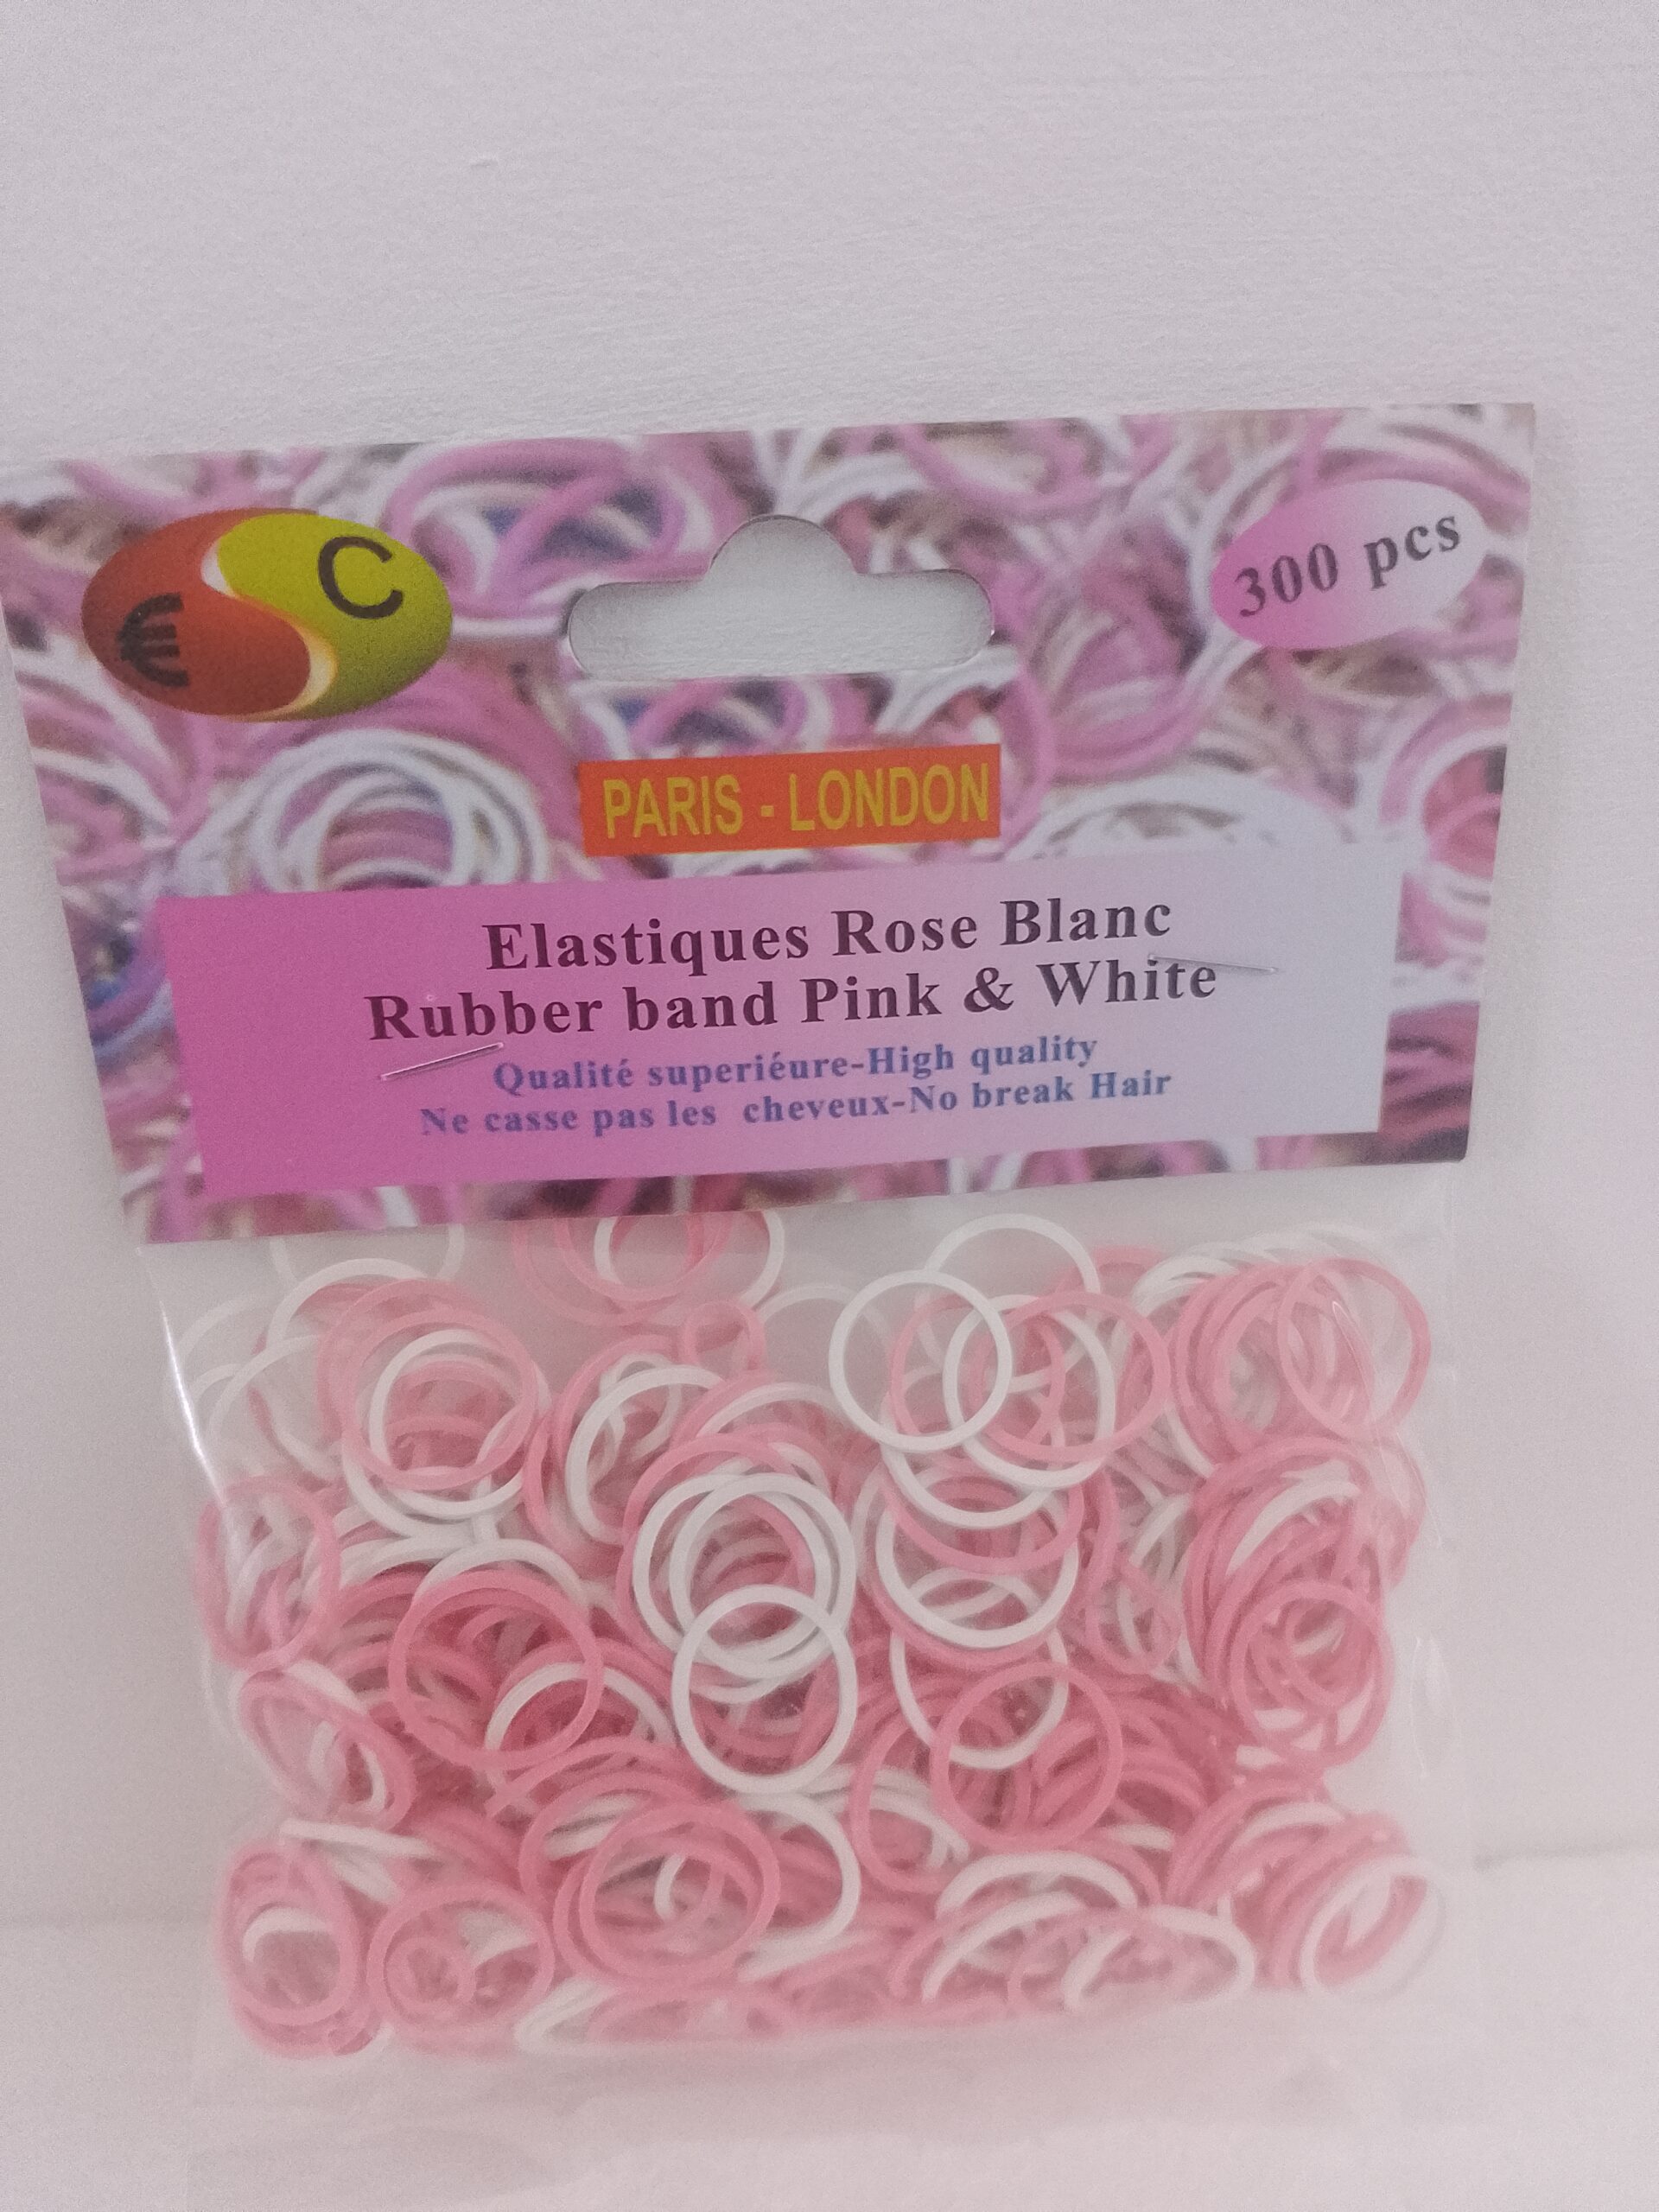 € C
300 pcs
PARIS - LONDON
Elastiques Rose Blanc
Rubber band Pink & White
Qualité superiéure-High quality
Ne casse pas les cheveux-No break Hair